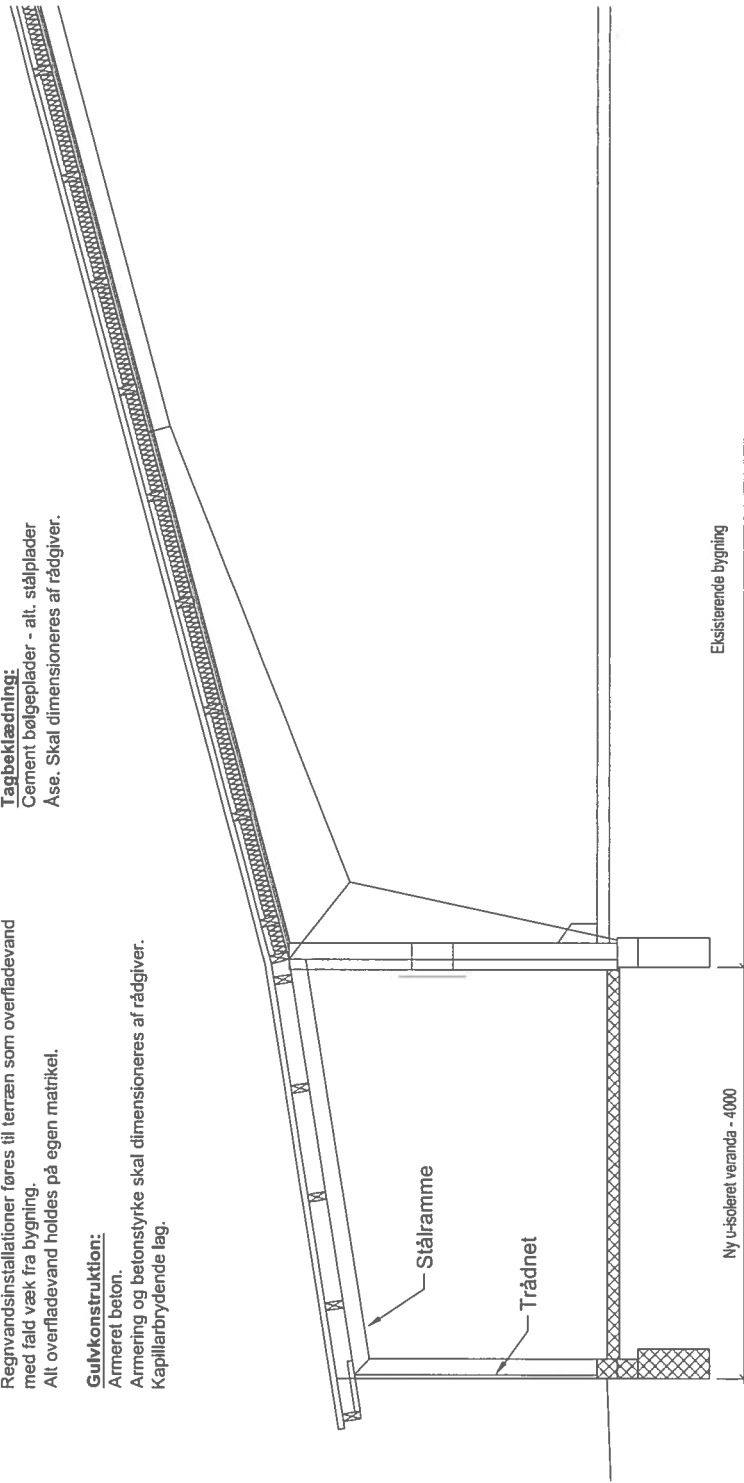 Regnvandsinstallationer føres til terræn som overfladevand
med fald væk fra bygning.
Alt overfladevand holdes på egen matrikel.
Gulvkonstruktion:
Armeret beton.
Armering og betonstyrke skal dimensioneres af rådgiver.
Kapillarbrydende lag.
Tagbeklædning:
Cement bølgeplader - alt. stålplader
Åse. Skal dimensioneres af rådgiver.
Stålramme
Trådnet
Ny u-isoleret veranda - 4000
Eksisterende bygning